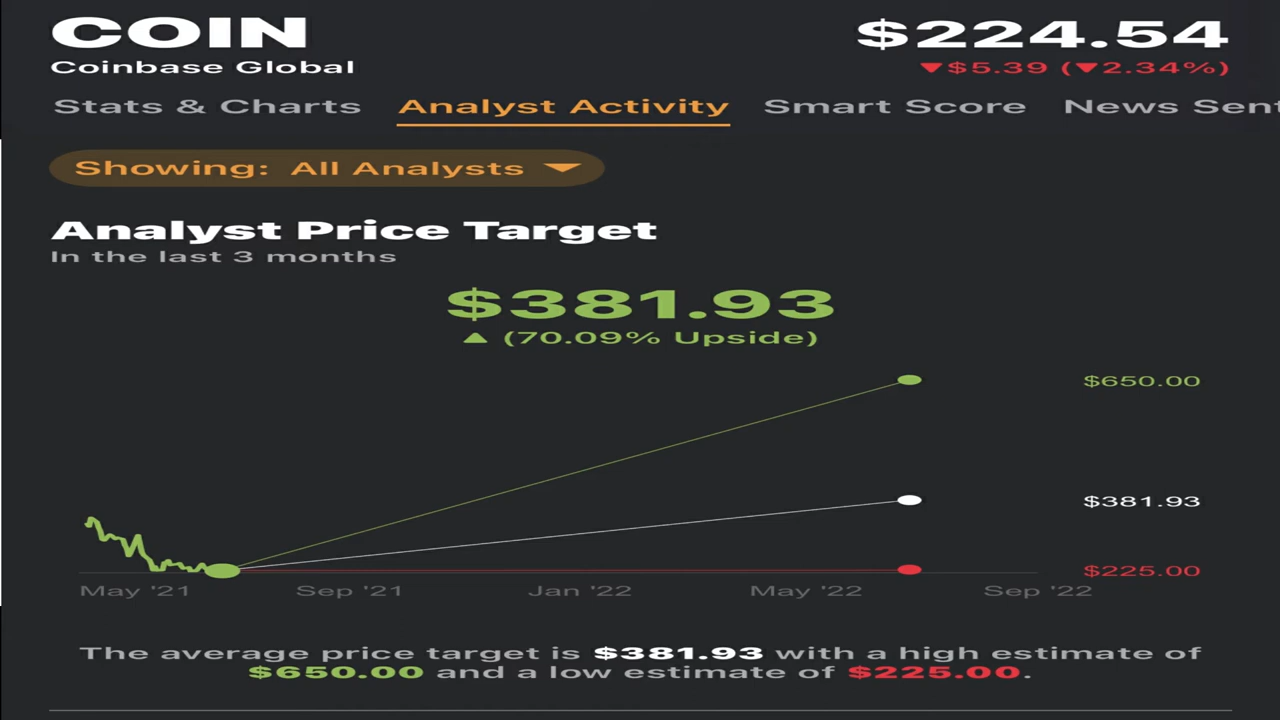 COIN
$224.54
Coinbase Global
▼$5.39 (▼2.34%)
Stats & Charts Analyst Activity Smart Score News Sent
Showing: All Analysts ▼
Analyst Price Target
In the last 3 months
$381.93
▲ (70.09% Upside)
$650.00
$381.93
$225.00
May '21 Sep '21 Jan '22 May '22 Sep '22
The average price target is $381.93 with a high estimate of
$650.00 and a low estimate of $225.00.